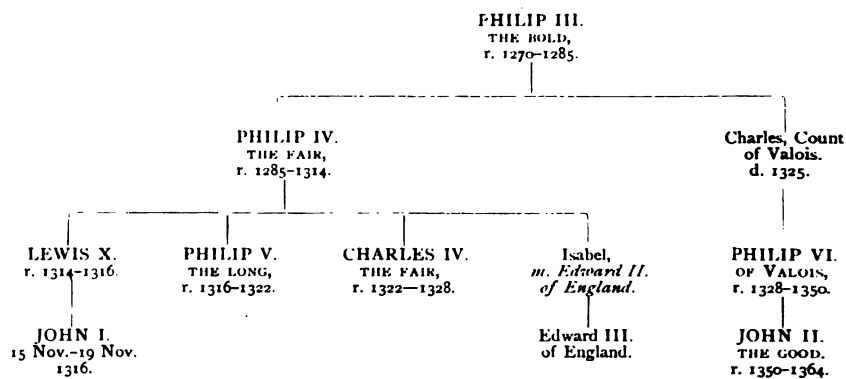 PHILIP III.
THE BOLD,
r. 1270–1285.
PHILIP IV.
THE FAIR,
r. 1285–1314.
Charles, Count
of Valois.
d. 1325.
LEWIS X.
r. 1314–1316.
PHILIP V.
THE LONG,
r. 1316–1322.
CHARLES IV.
THE FAIR,
r. 1322—1328.
Isabel,
m. Edward II.
of England.
PHILIP VI.
OF VALOIS,
r. 1328–1350.
JOHN I.
15 Nov.–19 Nov.
1316.
Edward III.
of England.
JOHN II.
THE GOOD.
r. 1350–1364.